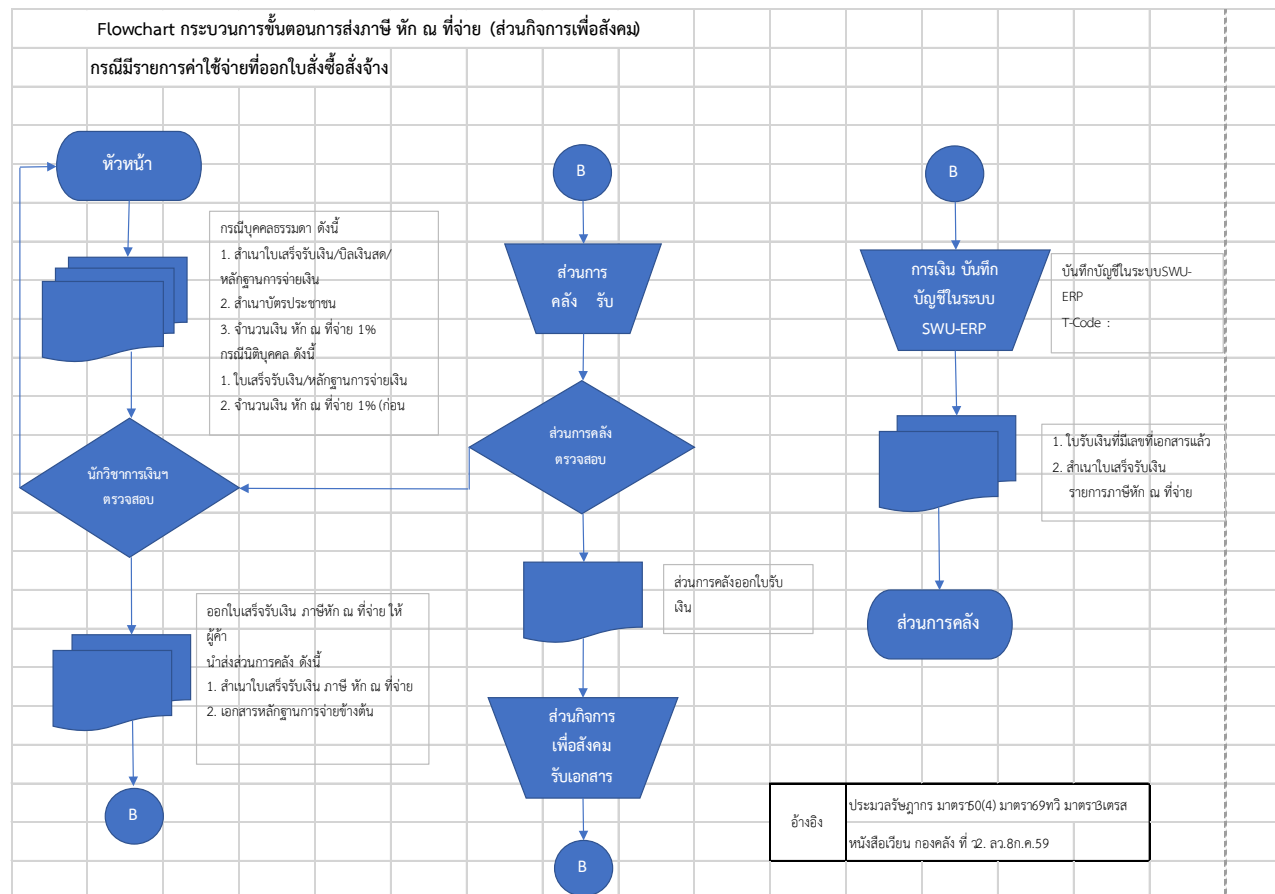 Flowchart กระบวนการขั้นตอนการส่งภาษี หัก ณ ที่จ่าย (ส่วนกิจการเพื่อสังคม)
กรณีมีรายการค่าใช้จ่ายที่ออกใบสั่งซื้อสั่งจ้าง
หัวหน้า
กรณีบุคคลธรรมดา ดังนี้
1. สำเนาใบเสร็จรับเงิน/บิลเงินสด/
หลักฐานการจ่ายเงิน
2. สำเนาบัตรประชาชน
3. จำนวนเงิน หัก ณ ที่จ่าย 1%
กรณีนิติบุคคล ดังนี้
1. ใบเสร็จรับเงิน/หลักฐานการจ่ายเงิน
2. จำนวนเงิน หัก ณ ที่จ่าย 1% (ก่อน
นักวิชาการเงินฯ
ตรวจสอบ
ออกใบเสร็จรับเงิน ภาษีหัก ณ ที่จ่าย ให้
ผู้ค้า
นำส่งส่วนการคลัง ดังนี้
1. สำเนาใบเสร็จรับเงิน ภาษี หัก ณ ที่จ่าย
2. เอกสารหลักฐานการจ่ายข้างต้น
B
B
ส่วนการ
คลัง รับ
ส่วนการคลัง
ตรวจสอบ
ส่วนการคลังออกใบรับ
เงิน
ส่วนกิจการ
เพื่อสังคม
รับเอกสาร
B
B
การเงิน บันทึก
บัญชีในระบบ
SWU-ERP
บันทึกบัญชีในระบบSWU-
ERP
T-Code :
1. ใบรับเงินที่มีเลขที่เอกสารแล้ว
2. สำเนาใบเสร็จรับเงิน
รายการภาษีหัก ณ ที่จ่าย
ส่วนการคลัง
อ้างอิง
ประมวลรัษฎากร มาตรา50(4) มาตรา69ทวิ มาตรา3เตรส
หนังสือเวียน กองคลัง ที่ ว2. ลว.8ก.ค.59